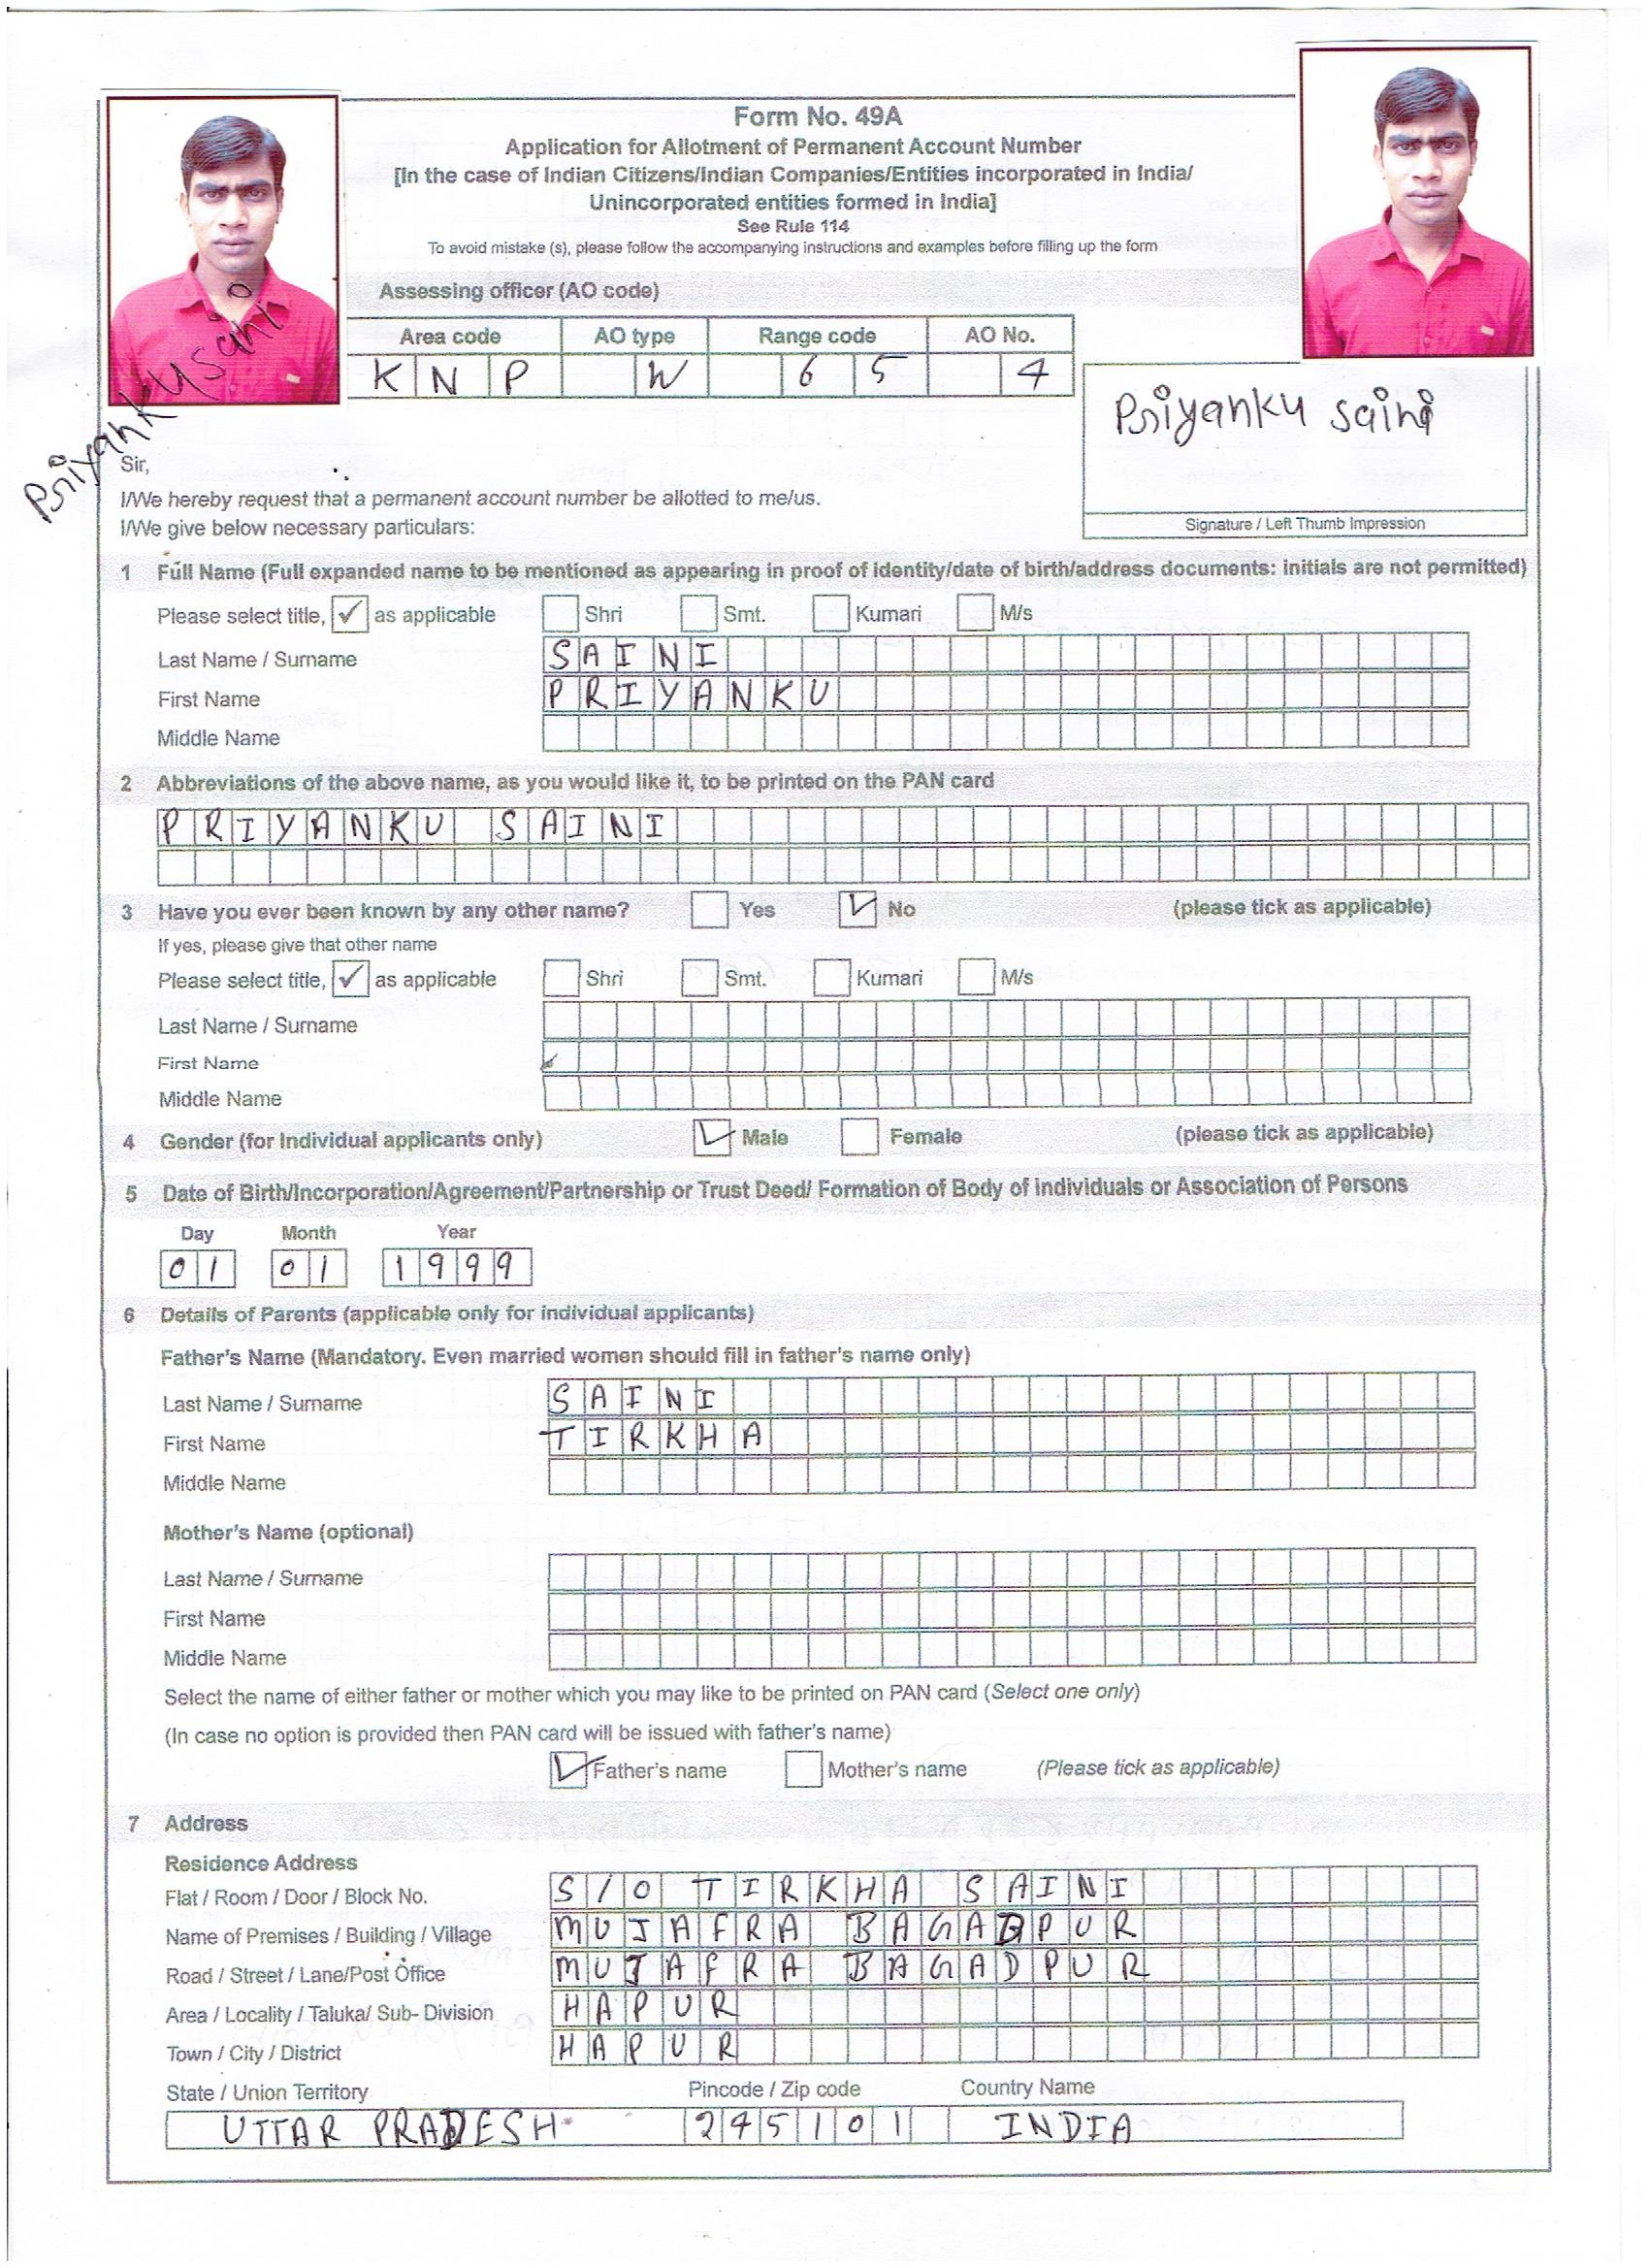 Form No. 49A
Application for Allotment of Permanent Account Number
[In the case of Indian Citizens/Indian Companies/Entities incorporated in India/
Unincorporated entities formed in India]
See Rule 114
To avoid mistake (s), please follow the accompanying instructions and examples before filling up the form
Assessing officer (AO code)
Area code AO type Range code AO No.
KNP W 65 4
Priyanku saini
Priyanku saini
Sir,
I/We hereby request that a permanent account number be allotted to me/us.
I/We give below necessary particulars:
Signature / Left Thumb Impression
1 Full Name (Full expanded name to be mentioned as appearing in proof of identity/date of birth/address documents: initials are not permitted)
Please select title, ✓ as applicable Shri Smt. Kumari M/s
Last Name / Surname SAINI
First Name PRIYANKU
Middle Name
2 Abbreviations of the above name, as you would like it, to be printed on the PAN card
PRIYANKU SAINI
3 Have you ever been known by any other name? Yes ✓ No (please tick as applicable)
If yes, please give that other name
Please select title, ✓ as applicable Shri Smt. Kumari M/s
Last Name / Surname
First Name
Middle Name
4 Gender (for Individual applicants only) ✓ Male Female (please tick as applicable)
5 Date of Birth/Incorporation/Agreement/Partnership or Trust Deed/ Formation of Body of individuals or Association of Persons
Day Month Year
01 01 1999
6 Details of Parents (applicable only for individual applicants)
Father's Name (Mandatory. Even married women should fill in father's name only)
Last Name / Surname SAINI
First Name TIRKHA
Middle Name
Mother's Name (optional)
Last Name / Surname
First Name
Middle Name
Select the name of either father or mother which you may like to be printed on PAN card (Select one only)
(In case no option is provided then PAN card will be issued with father's name)
✓ Father's name Mother's name (Please tick as applicable)
7 Address
Residence Address
Flat / Room / Door / Block No. S/O TIRKHA SAINI
Name of Premises / Building / Village MUJAFRA BAGADPUR
Road / Street / Lane/Post Office MUJAFRA BAGADPUR
Area / Locality / Taluka/ Sub- Division HAPUR
Town / City / District HAPUR
State / Union Territory Pincode / Zip code Country Name
UTTAR PRADESH 245101 INDIA